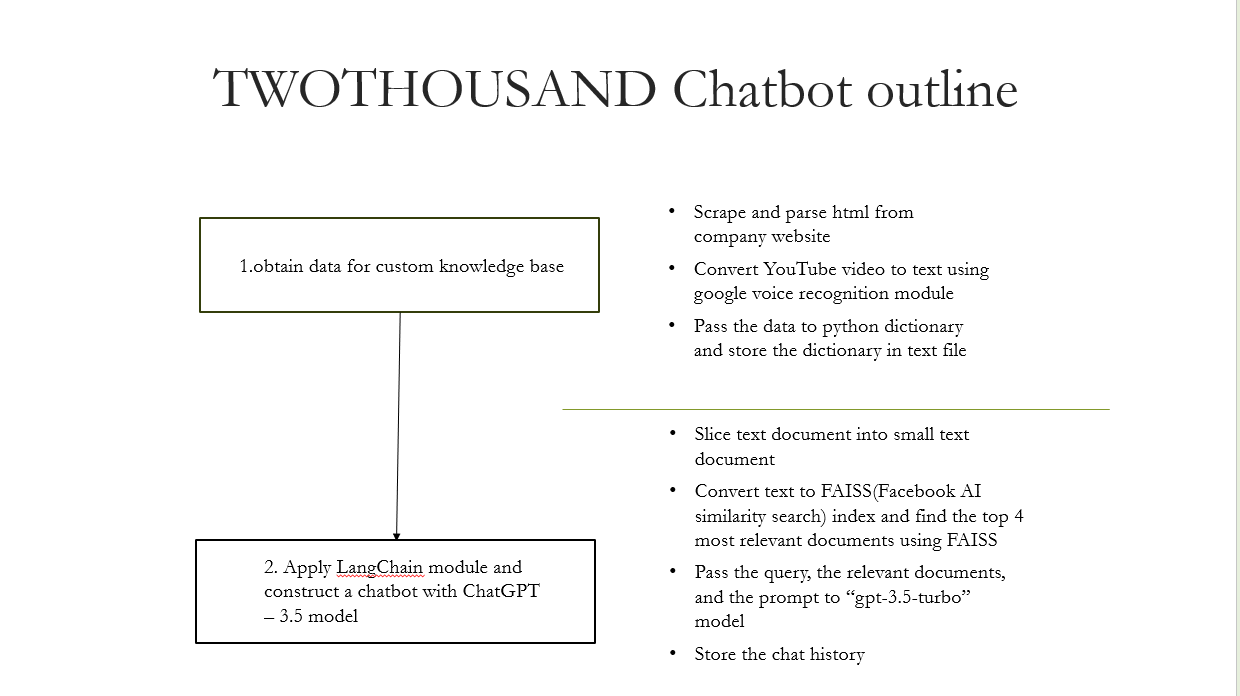 TWOTHOUSAND Chatbot outline
1.obtain data for custom knowledge base
• Scrape and parse html from
company website
• Convert YouTube video to text using
google voice recognition module
• Pass the data to python dictionary
and store the dictionary in text file
2. Apply LangChain module and
construct a chatbot with ChatGPT
– 3.5 model
• Slice text document into small text
document
• Convert text to FAISS(Facebook AI
similarity search) index and find the top 4
most relevant documents using FAISS
• Pass the query, the relevant documents,
and the prompt to “gpt-3.5-turbo”
model
• Store the chat history